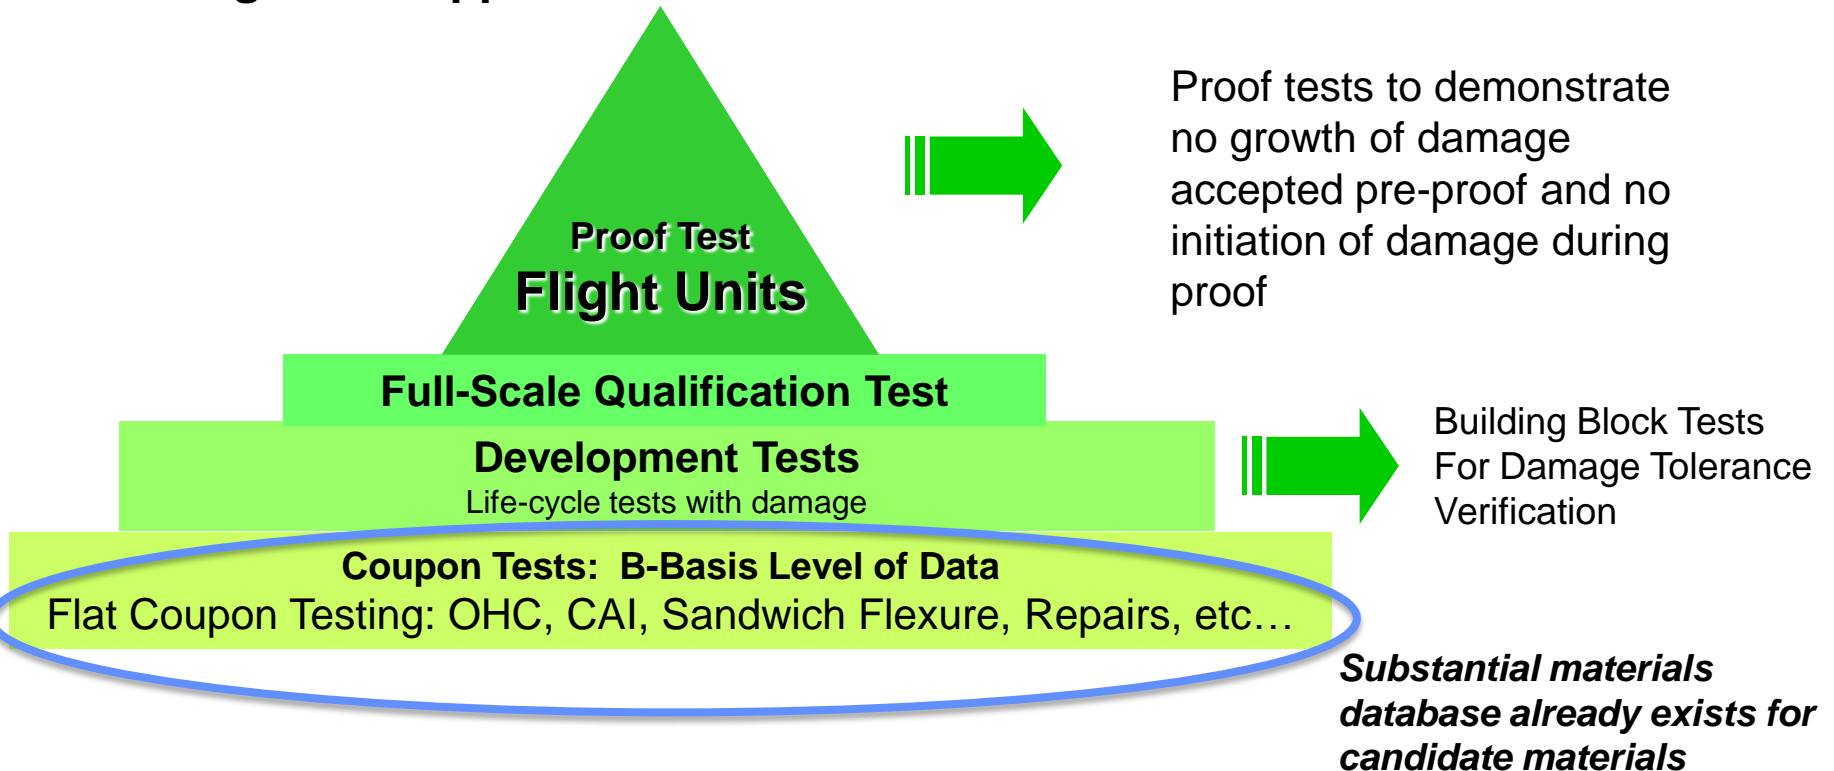 Proof tests to demonstrate
no growth of damage
accepted pre-proof and no
initiation of damage during
proof
Proof Test
Flight Units
Full-Scale Qualification Test
Development Tests
Life-cycle tests with damage
Building Block Tests
For Damage Tolerance
Verification
Coupon Tests: B-Basis Level of Data
Flat Coupon Testing: OHC, CAI, Sandwich Flexure, Repairs, etc…
Substantial materials
database already exists for
candidate materials